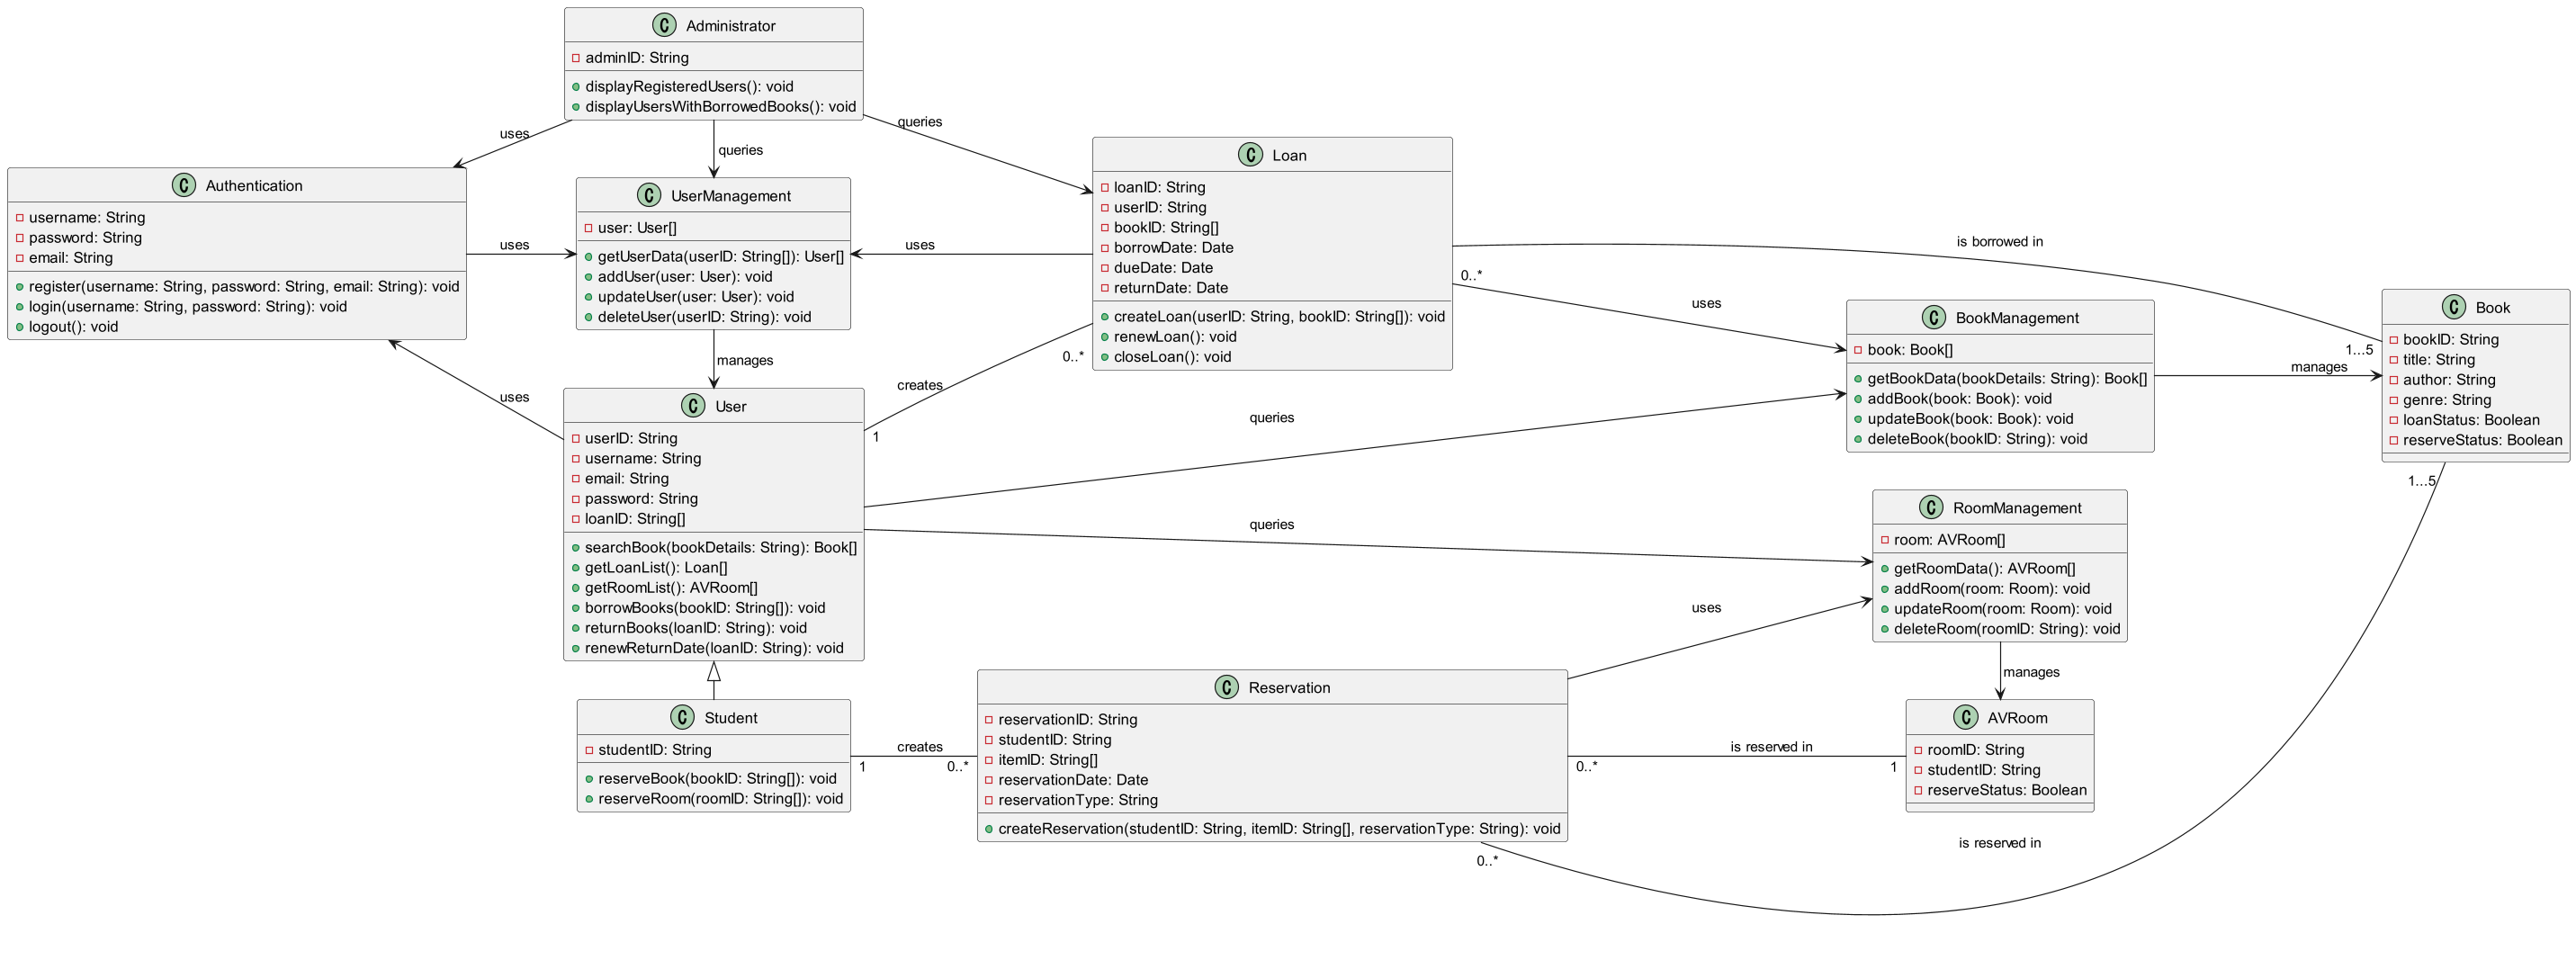 C Administrator
adminID: String
displayRegisteredUsers(): void
displayUsersWithBorrowedBooks(): void
uses
queries
queries
C Authentication
username: String
password: String
email: String
register(username: String, password: String, email: String): void
login(username: String, password: String): void
logout(): void
uses
uses
C UserManagement
user: User[]
getUserData(userID: String[]): User[]
addUser(user: User): void
updateUser(user: User): void
deleteUser(userID: String): void
uses
manages
C Loan
loanID: String
userID: String
bookID: String[]
borrowDate: Date
dueDate: Date
returnDate: Date
createLoan(userID: String, bookID: String[]): void
renewLoan(): void
closeLoan(): void
0..*
is borrowed in
1...5
uses
0..*
creates
1
C User
userID: String
username: String
email: String
password: String
loanID: String[]
searchBook(bookDetails: String): Book[]
getLoanList(): Loan[]
getRoomList(): AVRoom[]
borrowBooks(bookID: String[]): void
returnBooks(loanID: String): void
renewReturnDate(loanID: String): void
queries
queries
C BookManagement
book: Book[]
getBookData(bookDetails: String): Book[]
addBook(book: Book): void
updateBook(book: Book): void
deleteBook(bookID: String): void
manages
C Book
bookID: String
title: String
author: String
genre: String
loanStatus: Boolean
reserveStatus: Boolean
1...5
C RoomManagement
room: AVRoom[]
getRoomData(): AVRoom[]
addRoom(room: Room): void
updateRoom(room: Room): void
deleteRoom(roomID: String): void
uses
manages
C Student
studentID: String
reserveBook(bookID: String[]): void
reserveRoom(roomID: String[]): void
creates
1
0..*
C Reservation
reservationID: String
studentID: String
itemID: String[]
reservationDate: Date
reservationType: String
createReservation(studentID: String, itemID: String[], reservationType: String): void
is reserved in
0..*
1
C AVRoom
roomID: String
studentID: String
reserveStatus: Boolean
is reserved in
0..*